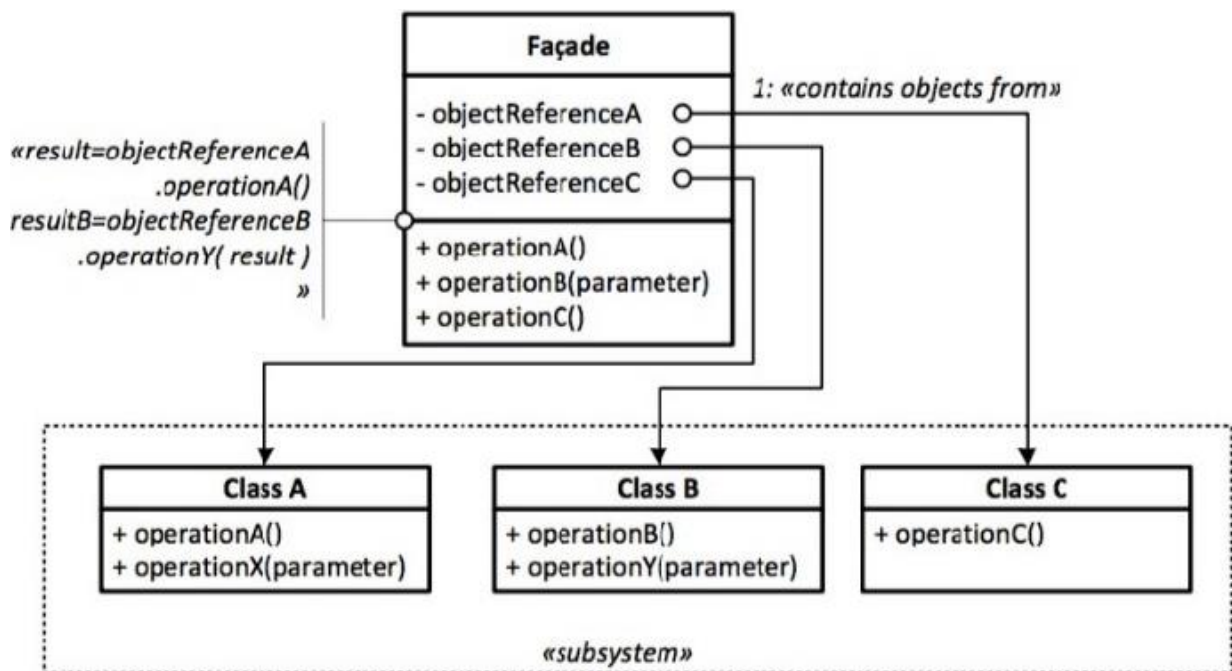 Façade
- objectReferenceA
- objectReferenceB
- objectReferenceC
+ operationA()
+ operationB(parameter)
+ operationC()
1: «contains objects from»
«result=objectReferenceA
.operationA()
resultB=objectReferenceB
.operationY( result )
»
Class A
+ operationA()
+ operationX(parameter)
Class B
+ operationB()
+ operationY(parameter)
Class C
+ operationC()
«subsystem»